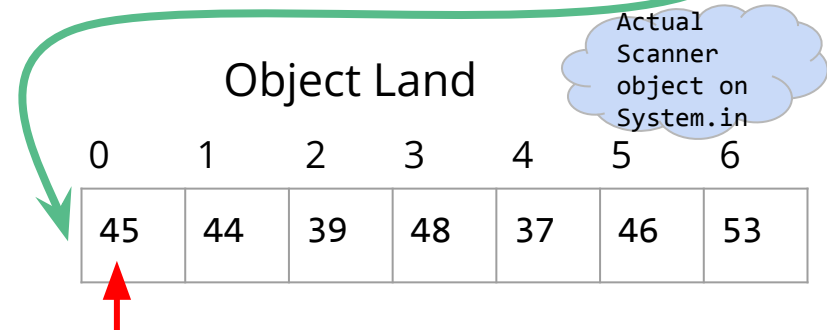 Actual
Scanner
object on
System.in
Object Land
0 1 2 3 4 5 6
45 44 39 48 37 46 53